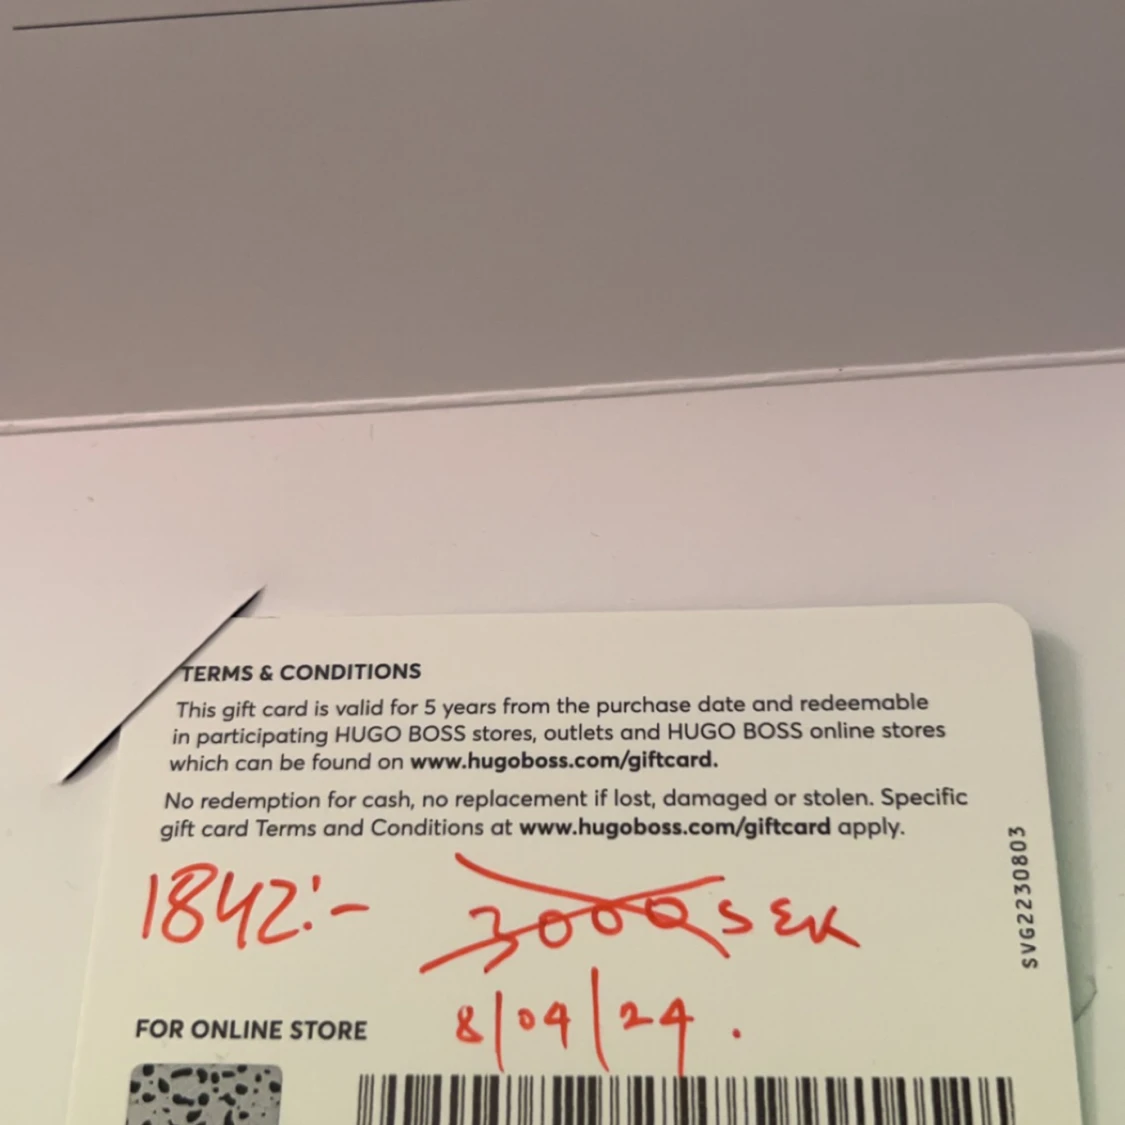 TERMS & CONDITIONS
This gift card is valid for 5 years from the purchase date and redeemable
in participating HUGO BOSS stores, outlets and HUGO BOSS online stores
which can be found on www.hugoboss.com/giftcard.
No redemption for cash, no replacement if lost, damaged or stolen. Specific
gift card Terms and Conditions at www.hugoboss.com/giftcard apply.
1842:- 3000 SEK
8/04/24.
FOR ONLINE STORE
SVG2230803